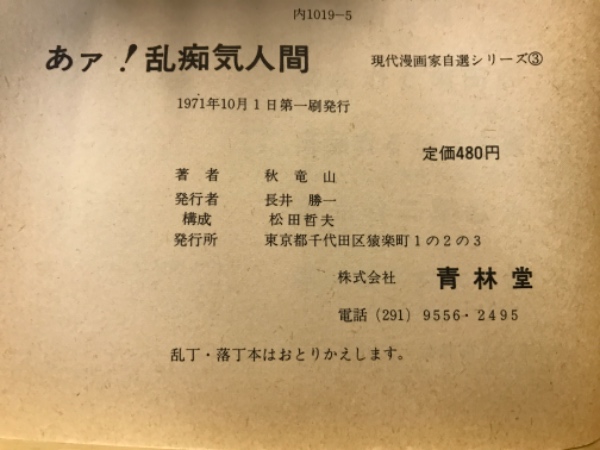 内1019−5
あァ！乱痴気人間 現代漫画家自選シリーズ③
1971年10月1日第一刷発行
定価480円
著 者 秋 竜 山
発行者 長井 勝一
構成 松田哲夫
発行所 東京都千代田区猿楽町1の2の3
株式会社 青林堂
電話（291）9556・2495
乱丁・落丁本はおとりかえします。